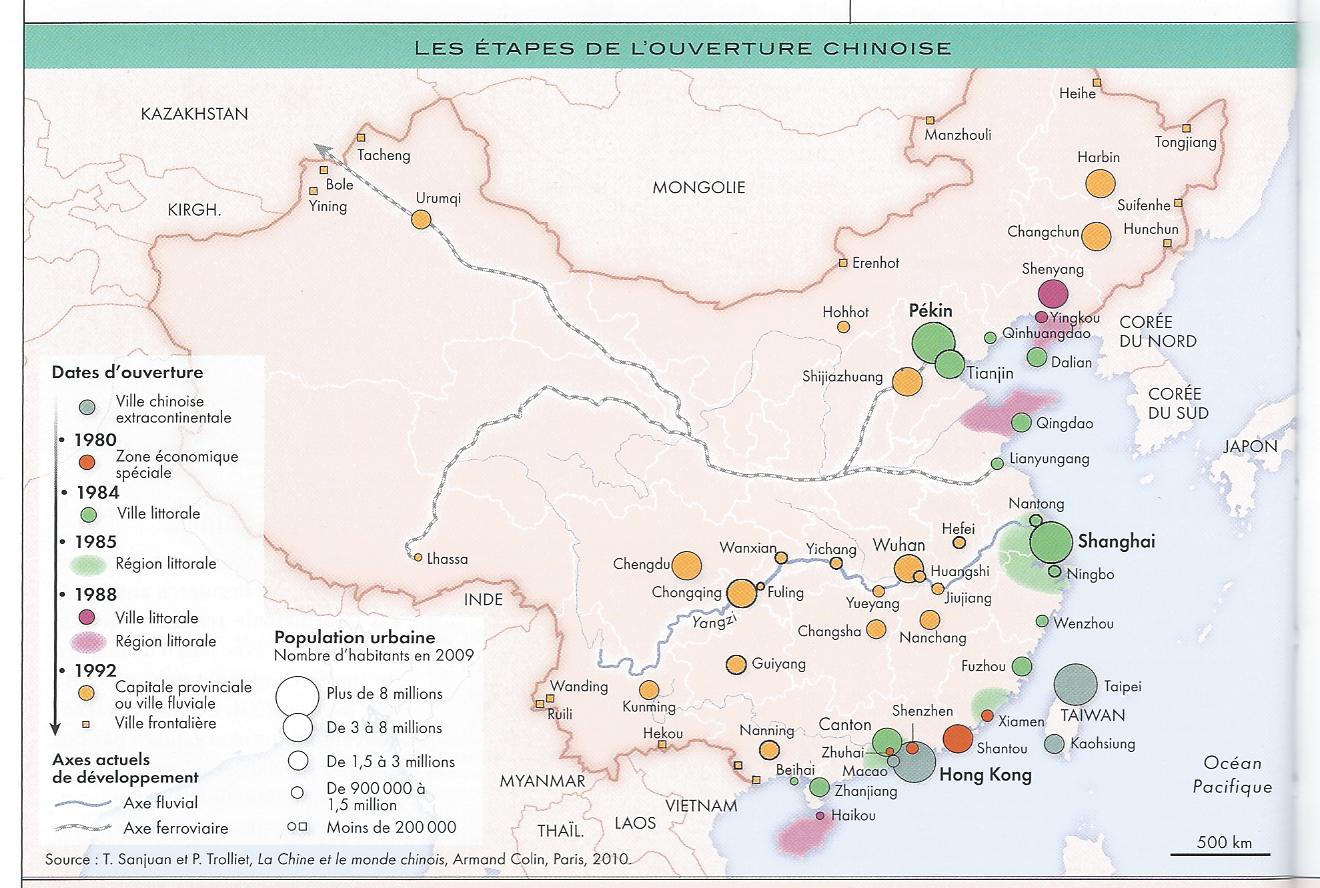 LES ÉTAPES DE L'OUVERTURE CHINOISE
KAZAKHSTAN
KIRGH.
MONGOLIE
Tacheng
Bole
Yining
Urumqi
Heihe
Manzhouli
Tongjiang
Harbin
Suifenhe
Changchun
Hunchun
Erenhot
Shenyang
Hohhot
Pékin
Yingkou
Qinhuangdao
CORÉE
DU NORD
Shijiazhuang
Tianjin
Dalian
CORÉE
DU SUD
Qingdao
JAPON
Lianyungang
Nantong
Hefei
Shanghai
Wanxian
Yichang
Wuhan
Chengdu
Huangshi
Ningbo
Lhassa
Chongqing
Fuling
Yueyang
Jiujiang
INDE
Yangzi
Changsha
Nanchang
Wenzhou
Guiyang
Fuzhou
Wanding
Ruili
Kunming
Taipei
Shenzhen
Xiamen
TAIWAN
Hekou
Nanning
Canton
Shantou
Kaohsiung
Zhuhai
Macao
Hong Kong
Beihai
Zhanjiang
Haikou
MYANMAR
VIETNAM
LAOS
THAÏL.
Océan
Pacifique
500 km
Dates d'ouverture
Ville chinoise
extracontinentale
• 1980
Zone économique
spéciale
• 1984
Ville littorale
• 1985
Région littorale
• 1988
Ville littorale
Région littorale
• 1992
Capitale provinciale
ou ville fluviale
Ville frontalière
Axes actuels
de développement
Axe fluvial
Axe ferroviaire
Population urbaine
Nombre d'habitants en 2009
Plus de 8 millions
De 3 à 8 millions
De 1,5 à 3 millions
De 900 000 à
1,5 million
Moins de 200 000
Source : T. Sanjuan et P. Trolliet, La Chine et le monde chinois, Armand Colin, Paris, 2010.